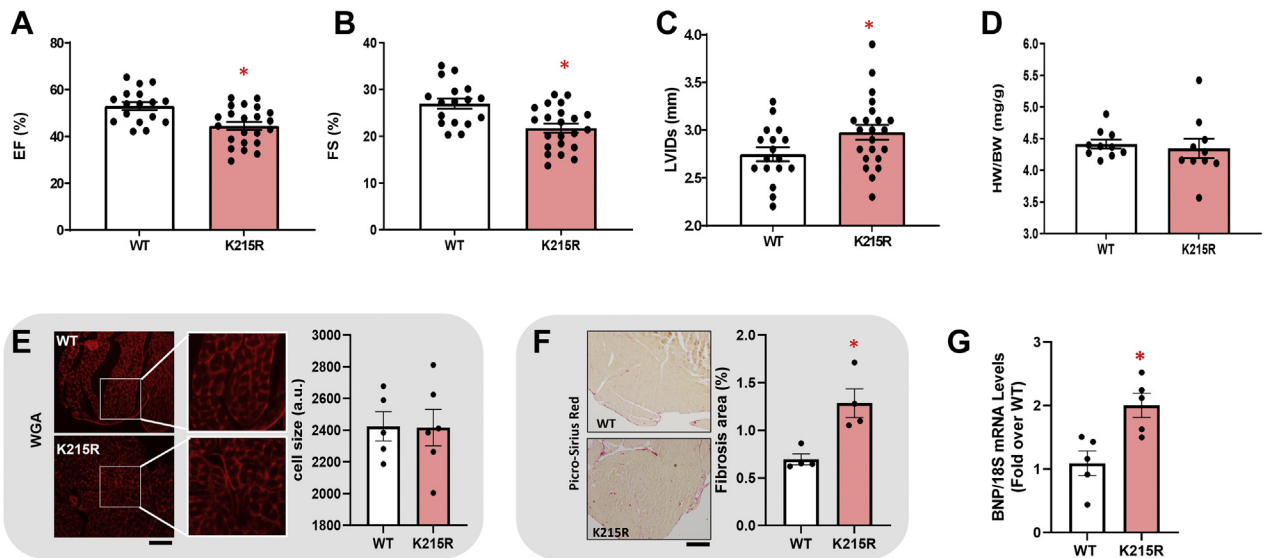 A
EF (%)
80
60
40
20
0
*
WT
K215R
B
FS (%)
40
30
20
10
0
*
WT
K215R
C
LVIDs (mm)
4.0
3.5
3.0
2.5
2.0
*
WT
K215R
D
HW/BW (mg/g)
6.0
5.5
5.0
4.5
4.0
3.5
3.0
WT
K215R
E
WGA
WT
K215R
cell size (a.u.)
3000
2800
2600
2400
2200
2000
1800
WT
K215R
F
Picro-Sirius Red
WT
K215R
Fibrosis area (%)
2.0
1.5
1.0
0.5
0.0
*
WT
K215R
G
BNP/18S mRNA Levels
(Fold over WT)
3
2
1
0
*
WT
K215R